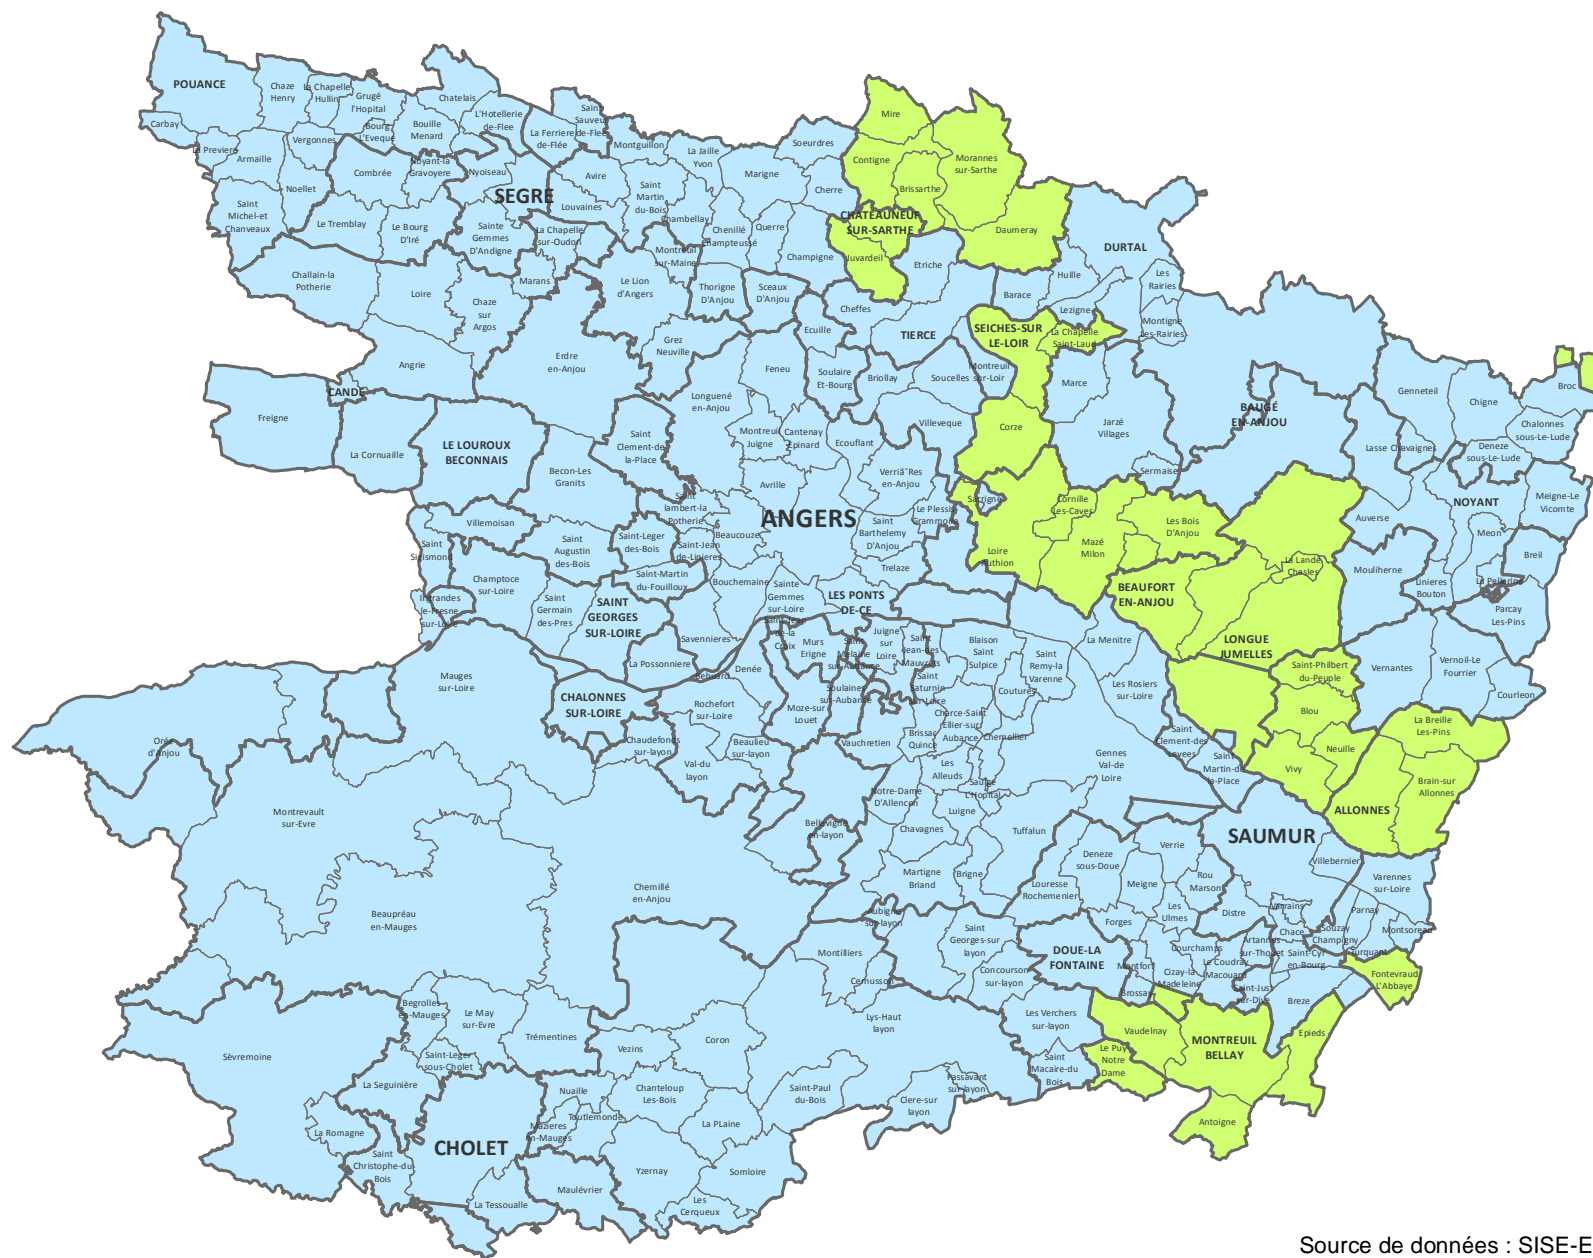 POUANCE
Chaze
Henry
La Chapelle
Hullin
Grugé
l'Hopital
Chatelais
L'Hotellerie
de-Flee
Saint
Sauveur
de-Flee
La Ferriere
de-Flée
Bouille
Menard
Bourg
L'Eveque
Carbay
La Previere
Armaille
Vergonnes
Noellet
Combrée
Noyant-la
Gravoyere
Nyoiseau
SEGRE
Saint
Michel-et
Chanveaux
Le Tremblay
Le Bourg
D'Iré
Sainte
Gemmes
D'Andigne
La Chapelle
sur-Oudon
Avire
Louvaines
Montguillon
Saint
Martin
du-Bois
La Jaille
Yvon
Chambellay
Marigne
Soeurdres
Cherre
Chenillé
Champteussé
Querre
Champigne
Montreuil
sur-Maine
Mire
Contigne
Brissarthe
Morannes
sur-Sarthe
CHATEAUNEUF
SUR-SARTHE
Daumeray
Juvardeil
Etriche
DURTAL
Huille
Les
Rairies
Barace
Lezigne
Montigne
Les-Rairies
Challain-la
Potherie
Loire
Chaze
sur
Argos
Marans
Le Lion
d'Angers
Thorigne
D'Anjou
Sceaux
D'Anjou
Cheffes
Ecuille
TIERCE
SEICHES-SUR
LE-LOIR
La Chapelle
Saint-Laud
Angrie
Erdre
en-Anjou
Grez
Neuville
Feneu
Soulaire
Et-Bourg
Briollay
Soucelles
Montreuil
sur-Loir
Marce
Freigne
CANDE
Longuené
en-Anjou
Villeveque
Corze
Jarzé
Villages
BAUGÉ
EN-ANJOU
Genneteil
Chigne
Broc
Chalonnes
sous-Le-Lude
Deneze
sous-Le-Lude
Lasse
Chavaignes
La Cornuaille
LE LOUROUX
BECONNAIS
Saint
Clement-de
la-Place
Becon-Les
Granits
Montreuil
Juigne
Cantenay
Epinard
Ecouflant
Verriã¨Res
en-Anjou
Avrille
Sermaise
Sarrigne
Cornille
Les-Caves
Les Bois
D'Anjou
NOYANT
Meigne-Le
Vicomte
Auverse
Meon
Breil
ANGERS
Villemoisan
Saint
Sigismond
Saint
Augustin
des-Bois
Saint
lambert-la
Potherie
Saint-Leger
des-Bois
Saint-Jean
de-Linieres
Beaucouze
Le Plessis
Grammoire
Saint
Barthelemy
D'Anjou
Trelaze
Loire
Authion
Mazé
Milon
La Lande
Chasles
Mouliherne
Linieres
Bouton
La Pellerine
Parcay
Les-Pins
Champtoce
sur-Loire
Saint
Germain
des-Pres
Saint-Martin
du-Fouilloux
SAINT
GEORGES
SUR-LOIRE
Bouchemaine
Sainte
Gemmes
sur-Loire
LES PONTS
DE-CE
BEAUFORT
EN-ANJOU
LONGUE
JUMELLES
Ingrandes
le-Fresne
sur-Loire
La Possonniere
Savennieres
Saint-Jean
de-la
Croix
Murs
Erigne
Saint
Melaine
sur-Aubance
Juigne
sur
Loire
Saint
Jean-des
Mauvrets
Blaison
Saint
Sulpice
Saint
Remy-la
Varenne
La Menitre
Mauges
sur-Loire
CHALONNES
SUR-LOIRE
Denée
Behuard
Rochefort
sur-Loire
Moze-sur
Louet
Soulaines
sur-Aubance
Saint
Saturnin
sur-Loire
Coutures
Les Rosiers
sur-Loire
Saint-Philbert
du-Peuple
Vernantes
Vernoil-Le
Fourrier
Courleon
Blou
La Breille
Les-Pins
Orée
d'Anjou
Chaudefonds
sur-layon
Val-du
layon
Beaulieu
sur-layon
Vauchretien
Brissac
Quince
Charce-Saint
Ellier-sur
Aubance
Chemellier
Saint
Clement-des
Levees
Saint
Martin-de
la-Place
Neuille
Vivy
Brain-sur
Allonnes
ALLONNES
Les
Alleuds
Saulge
L'Hopital
Gennes
Val-de
Loire
Montrevault
sur-Evre
Notre-Dame
D'Allencon
Luigne
Chavagnes
Bellevigne
en-layon
Tuffalun
SAUMUR
Villebernier
Varennes
sur-Loire
Chemillé
en-Anjou
Martigne
Briand
Brigne
Louresse
Rochemenier
Deneze
sous-Doue
Verrie
Meigne
Rou
Marson
Les
Ulmes
Beaupréau
en-Mauges
Aubigne
sur-layon
Saint
Georges-sur
layon
Forges
Distre
Varrains
Chace
Souzay
Champigny
Parnay
Montsoreau
Turquant
Montilliers
Cernusson
Concourson
sur-layon
DOUE-LA
FONTAINE
Montfort
Courchamps
Cizay-la
Madeleine
Le Coudray
Macouard
Artannes
sur-Thouet
Saint-Cyr
en-Bourg
Saint-Just
sur-Dive
Breze
Fontevraud
L'Abbaye
Brossay
Les Verchers
sur-layon
Lys-Haut
layon
Vaudelnay
MONTREUIL
BELLAY
Epieds
Le Puy
Notre
Dame
Saint
Macaire-du
Bois
Antoigne
Begrolles
en-Mauges
Le May
sur-Evre
Trémentines
Sèvremoine
Saint-Leger
sous-Cholet
La Seguinière
Vezins
Coron
Nuaille
Chanteloup
Les-Bois
Toutlemonde
Mazieres
en-Mauges
Saint-Paul
du-Bois
Passavant
sur-layon
Clere-sur
layon
La PLaine
La Romagne
Saint
Christophe-du
Bois
CHOLET
Yzernay
Somloire
Maulévrier
La Tessoualle
Les
Cerqueux
Source de données : SISE-E